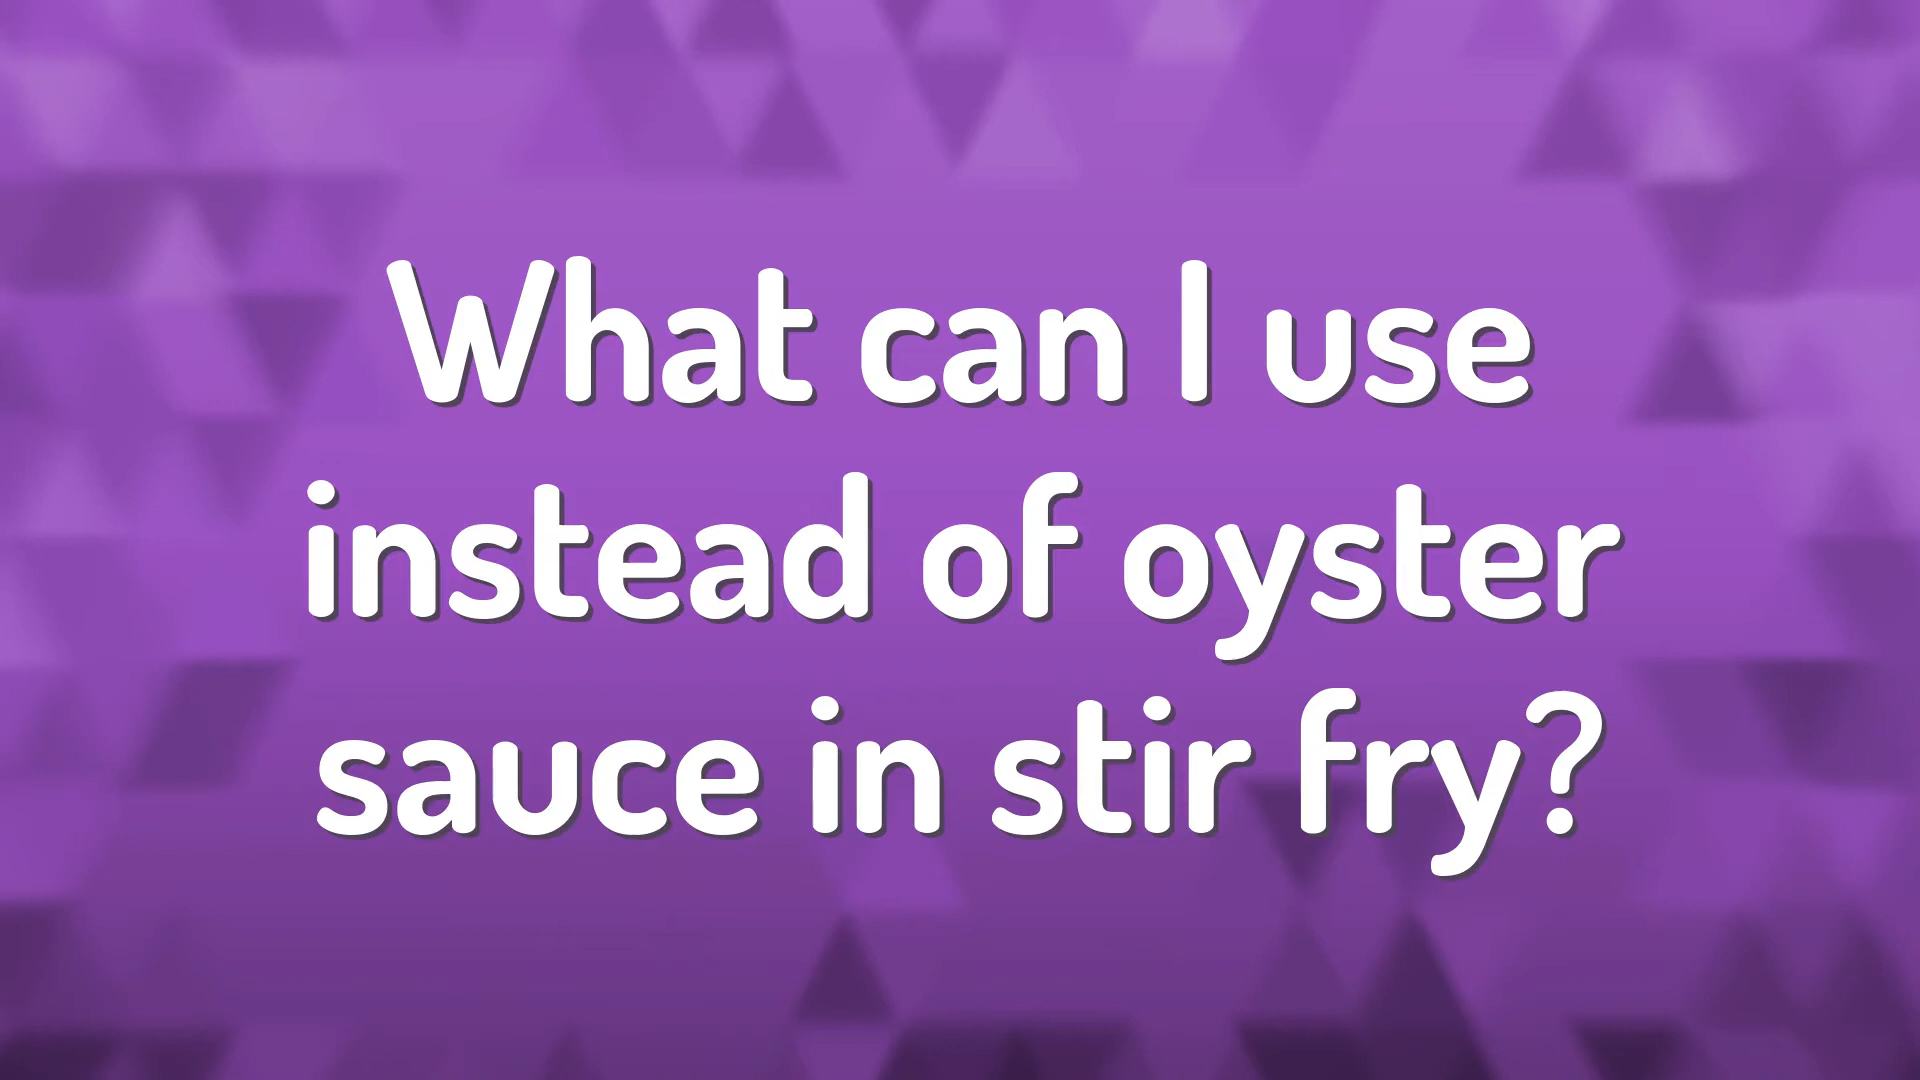 What can I use
instead of oyster
sauce in stir fry?